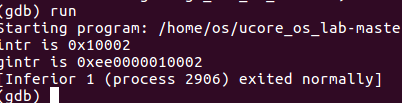 (gdb) run
Starting program: /home/os/ucore_os_lab-maste
intr is 0x10002
gintr is 0xee0000010002
[Inferior 1 (process 2906) exited normally]
(gdb)